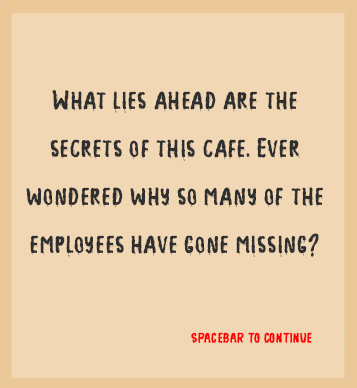 What lies ahead are the
secrets of this cafe. Ever
wondered why so many of the
employees have gone missing?
SPACEBAR TO CONTINUE